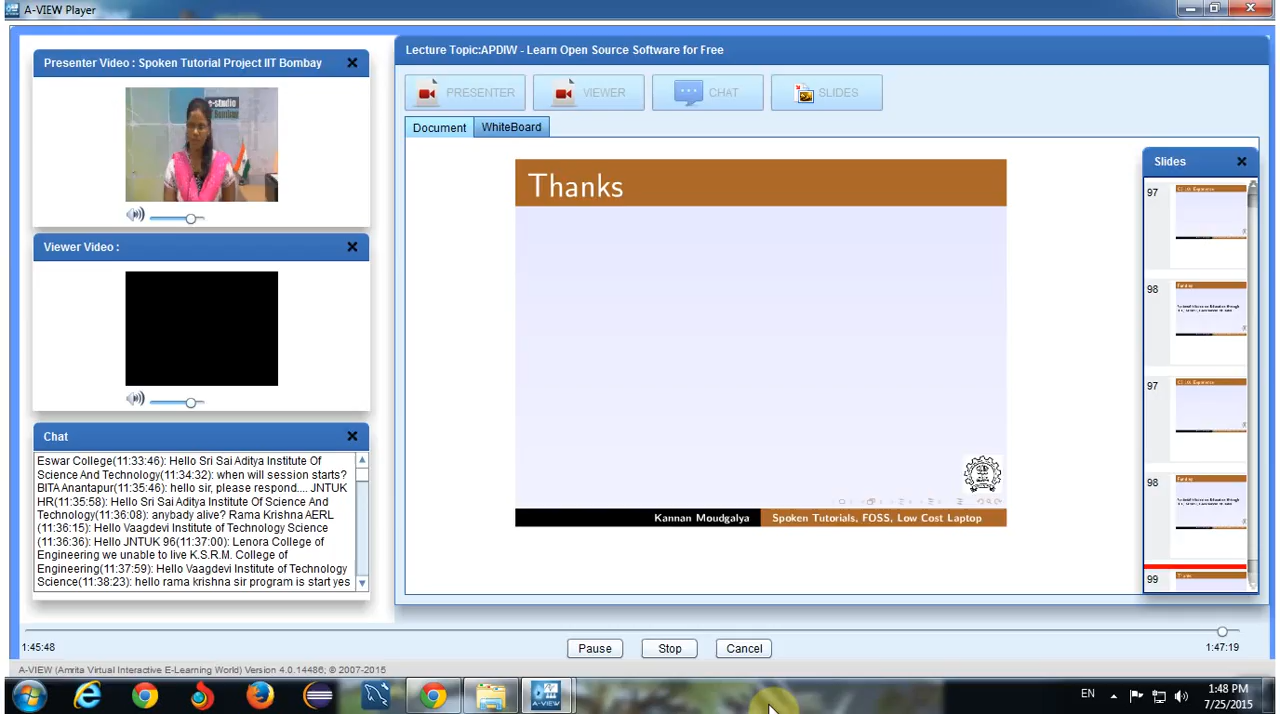 A-VIEW Player
Presenter Video : Spoken Tutorial Project IIT Bombay
Lecture Topic:APDIW - Learn Open Source Software for Free
PRESENTER VIEWER CHAT SLIDES
Document WhiteBoard
Thanks
Slides
97
98
97
98
99
Thanks
Viewer Video :
Chat
Eswar College(11:33:46): Hello Sri Sai Aditya Institute Of
Science And Technology(11:34:32): when will session starts?
BITA Anantapur(11:35:46): hello sir, please respond.... JNTUK
HR(11:35:58): Hello Sri Sai Aditya Institute Of Science And
Technology(11:36:08): anybady alive? Rama Krishna AERL
(11:36:15): Hello Vaagdevi Institute of Technology Science
(11:36:36): Hello JNTUK 96(11:37:00): Lenora College of
Engineering we unable to live K.S.R.M. College of
Engineering(11:37:59): Hello Vaagdevi Institute of Technology
Science(11:38:23): hello rama krishna sir program is start yes
Kannan Moudgalya Spoken Tutorials, FOSS, Low Cost Laptop
1:45:48
Pause Stop Cancel
1:47:19
A-VIEW (Amrita Virtual Interactive E-Learning World) Version 4.0.14486; © 2007-2015
A-VIEW
EN
1:48 PM
7/25/2015